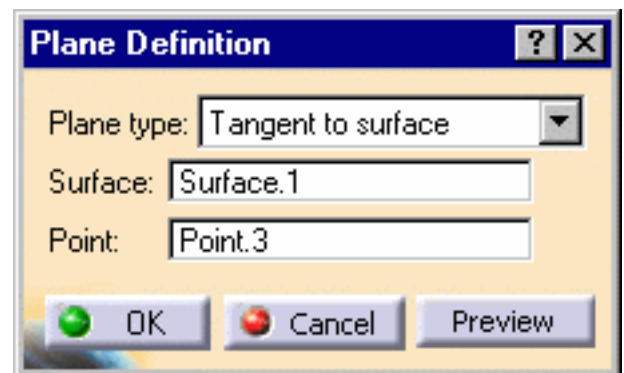 Plane Definition
Plane type: Tangent to surface
Surface: Surface.1
Point: Point.3
OK Cancel Preview